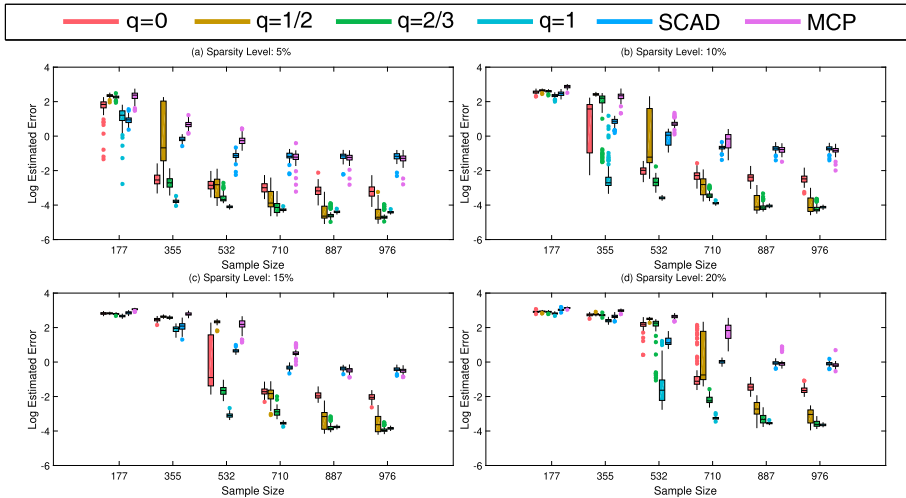 q=0 q=1/2 q=2/3 q=1 SCAD MCP
(a) Sparsity Level: 5%
4
2
0
-2
-4
-6
Log Estimated Error
177 355 532 710 887 976
Sample Size
(b) Sparsity Level: 10%
4
2
0
-2
-4
-6
Log Estimated Error
177 355 532 710 887 976
Sample Size
(c) Sparsity Level: 15%
4
2
0
-2
-4
-6
Log Estimated Error
177 355 532 710 887 976
Sample Size
(d) Sparsity Level: 20%
4
2
0
-2
-4
-6
Log Estimated Error
177 355 532 710 887 976
Sample Size